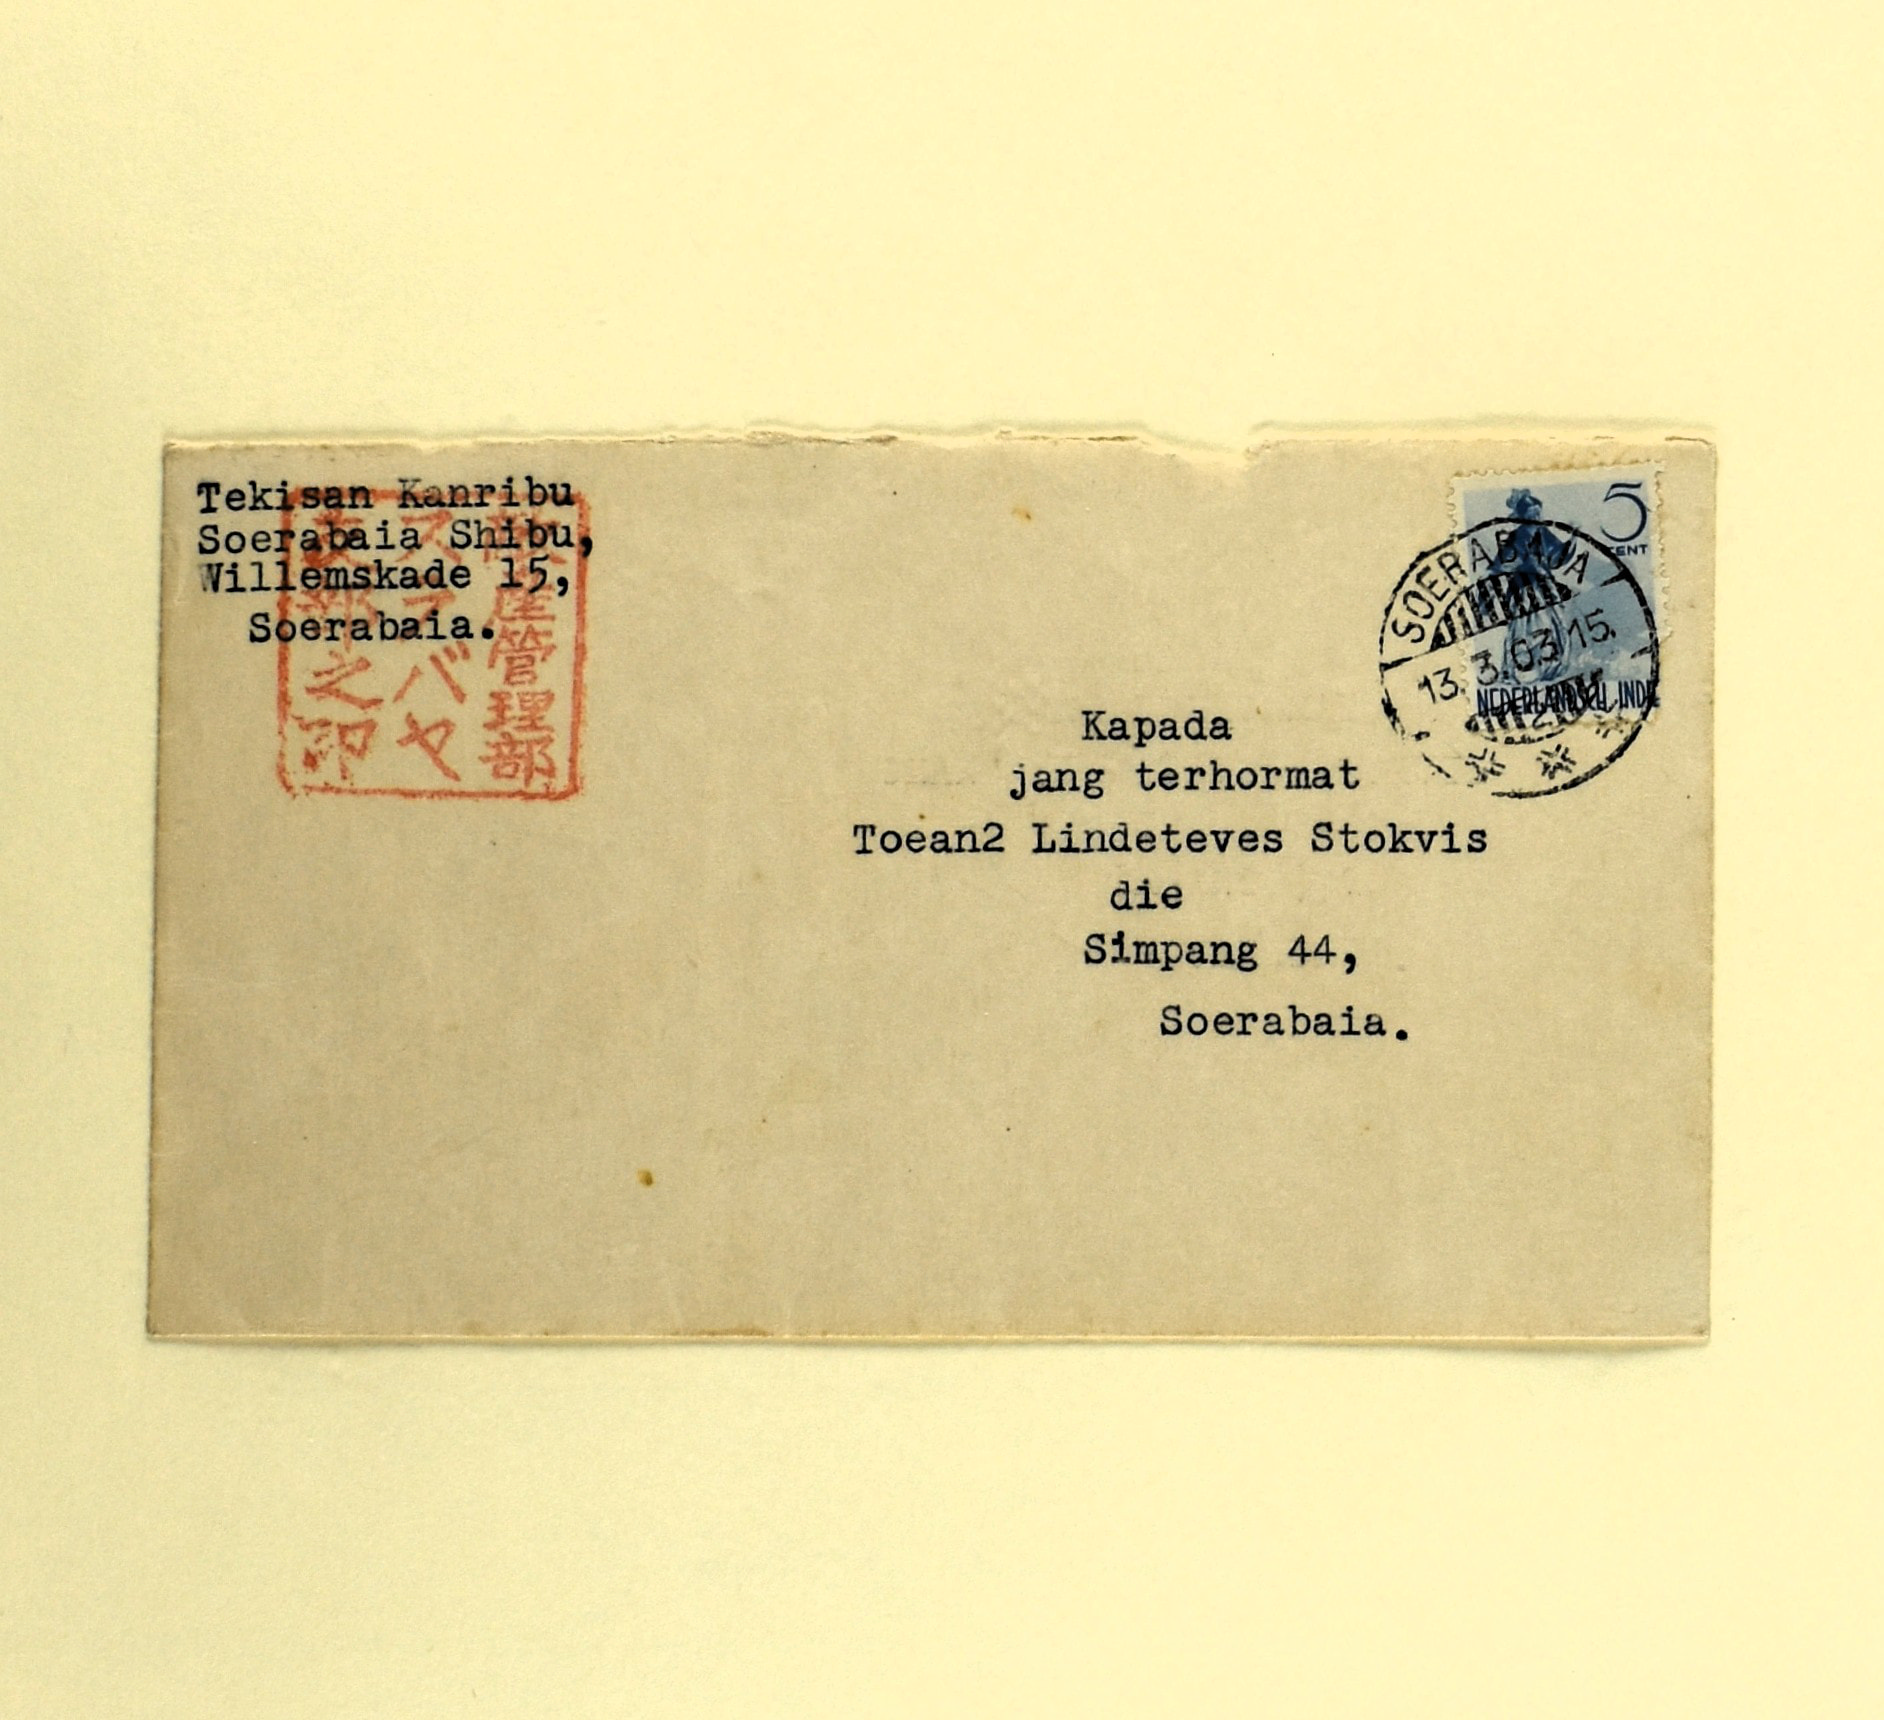 Tekisan Kanribu
Soerabaia Shibu,
Willemskade 15,
Soerabaia.
敵産管理部
スラバヤ
支部之印
5
CENT
NEDERLANDSCH INDIË
SOERABAJA
13.3.03 15.
Kapada
jang terhormat
Toean2 Lindeteves Stokvis
die
Simpang 44,
Soerabaia.